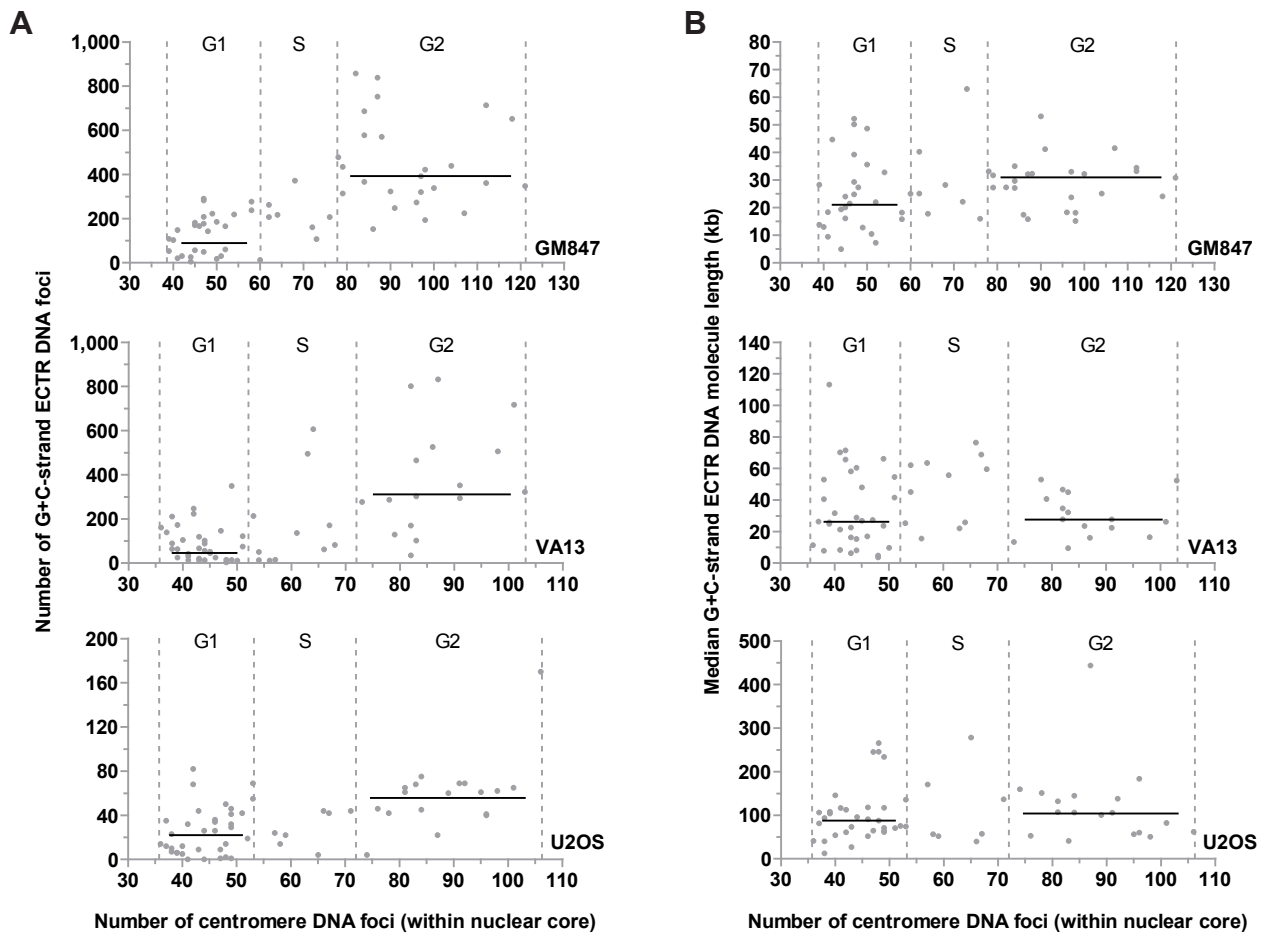 A
B
Number of G+C-strand ECTR DNA foci
G1 S G2
1,000
800
600
400
200
0
GM847
30 40 50 60 70 80 90 100 110 120 130
G1 S G2
1,000
800
600
400
200
0
VA13
30 40 50 60 70 80 90 100 110
G1 S G2
200
160
120
80
40
0
U2OS
30 40 50 60 70 80 90 100 110
Number of centromere DNA foci (within nuclear core)
Median G+C-strand ECTR DNA molecule length (kb)
G1 S G2
80
70
60
50
40
30
20
10
0
GM847
30 40 50 60 70 80 90 100 110 120 130
G1 S G2
140
120
100
80
60
40
20
0
VA13
30 40 50 60 70 80 90 100 110
G1 S G2
500
400
300
200
100
0
U2OS
30 40 50 60 70 80 90 100 110
Number of centromere DNA foci (within nuclear core)